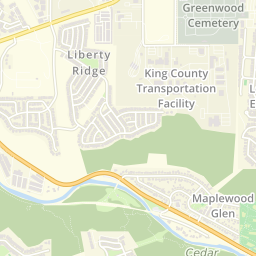 Greenwood
Cemetery
Liberty
Ridge
King County
Transportation
Facility
L
E
Maplewood
Glen
Cedar